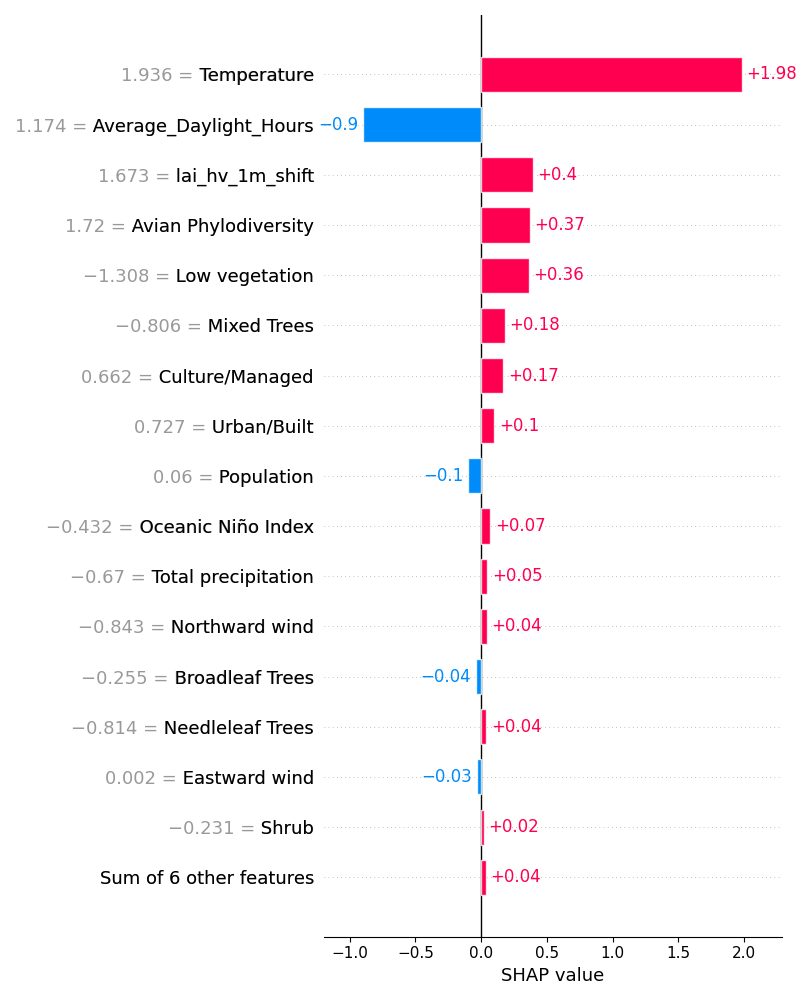 1.936 = Temperature +1.98
1.174 = Average_Daylight_Hours −0.9
1.673 = lai_hv_1m_shift +0.4
1.72 = Avian Phylodiversity +0.37
−1.308 = Low vegetation +0.36
−0.806 = Mixed Trees +0.18
0.662 = Culture/Managed +0.17
0.727 = Urban/Built +0.1
0.06 = Population −0.1
−0.432 = Oceanic Niño Index +0.07
−0.67 = Total precipitation +0.05
−0.843 = Northward wind +0.04
−0.255 = Broadleaf Trees −0.04
−0.814 = Needleleaf Trees +0.04
0.002 = Eastward wind −0.03
−0.231 = Shrub +0.02
Sum of 6 other features +0.04
−1.0 −0.5 0.0 0.5 1.0 1.5 2.0
SHAP value